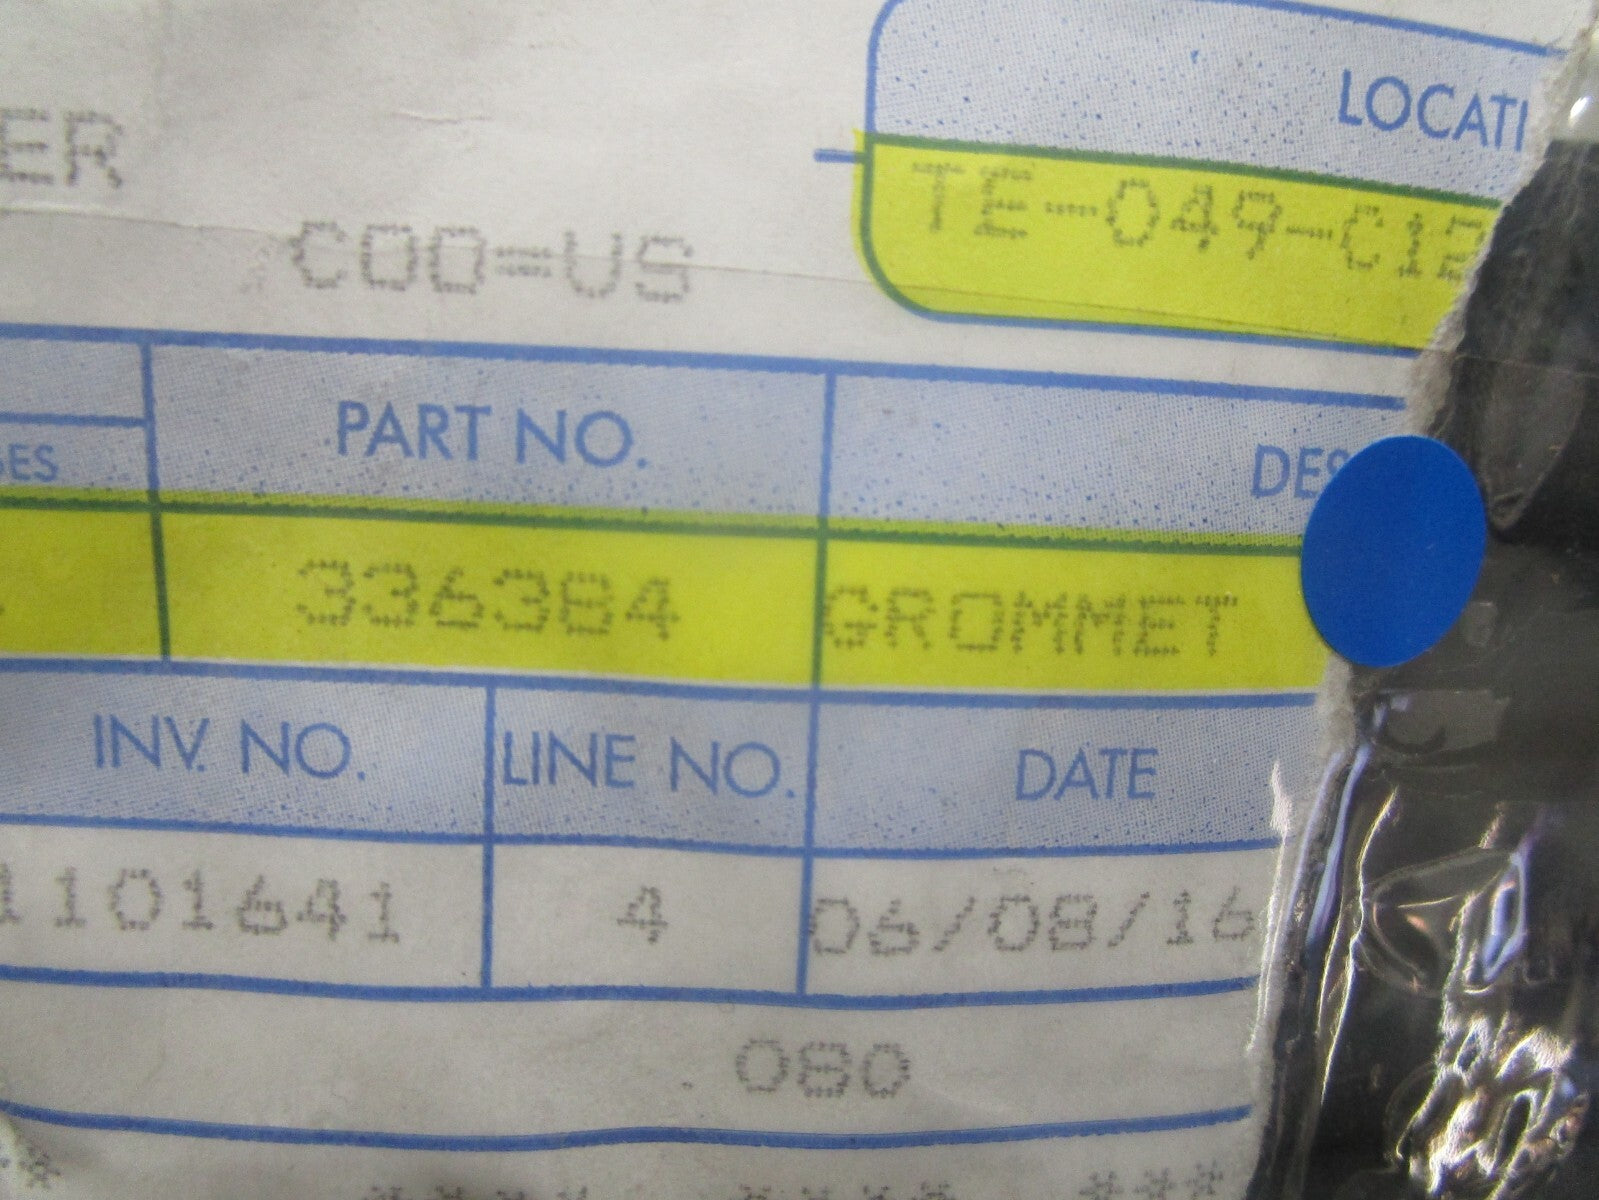 LOCATI
ER
TE-049-C12
COO=US
PART NO.
DES
SES
336384
GROMMET
INV. NO.
LINE NO.
DATE
1101641
4
06/08/16
080
**** **** ***